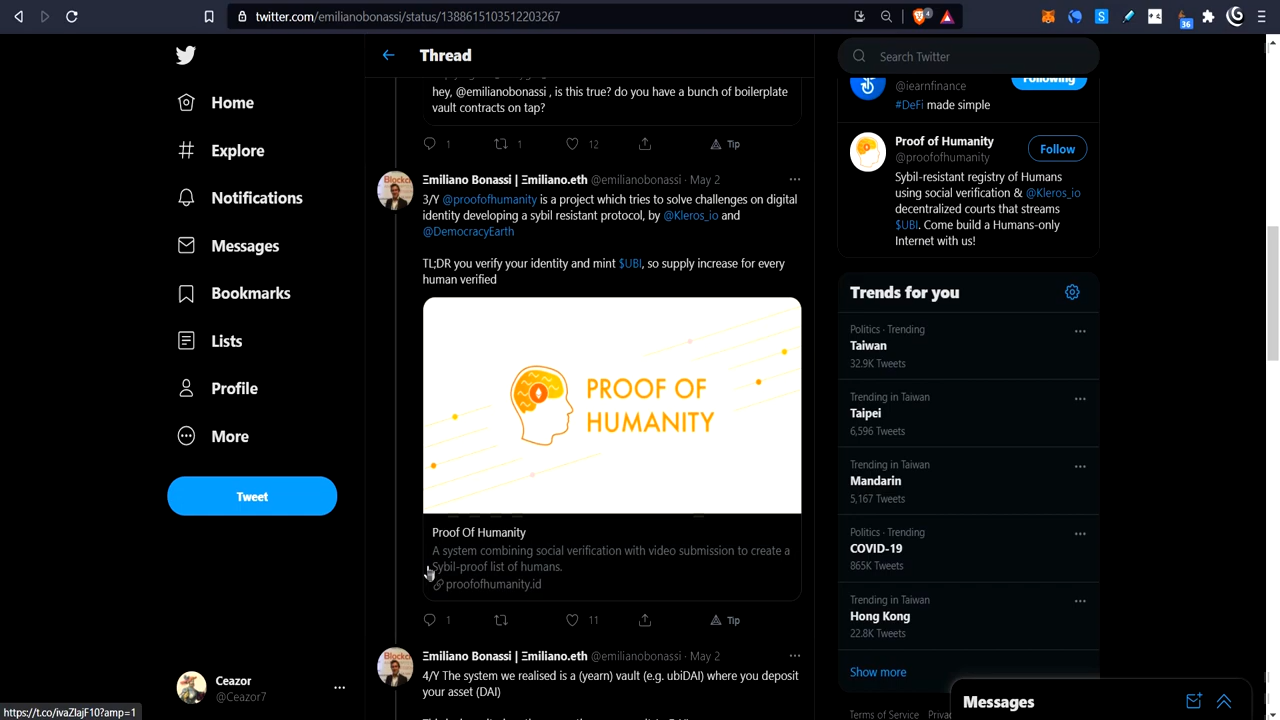 twitter.com/emilianobonassi/status/1388615103512203267
4
36
Home
Explore
Notifications
Messages
Bookmarks
Lists
Profile
More
Tweet
Ceazor
@Ceazor7
https://t.co/ivaZlajF10?amp=1
Thread
hey, @emilianobonassi , is this true? do you have a bunch of boilerplate
vault contracts on tap?
1 1 12 Tip
Blockc
Ξmiliano Bonassi | Ξmiliano.eth @emilianobonassi · May 2
3/Y @proofofhumanity is a project which tries to solve challenges on digital
identity developing a sybil resistant protocol, by @Kleros_io and
@DemocracyEarth
TL;DR you verify your identity and mint $UBI, so supply increase for every
human verified
PROOF OF
HUMANITY
Proof Of Humanity
A system combining social verification with video submission to create a
Sybil-proof list of humans.
proofofhumanity.id
1 11 Tip
Blockc
Ξmiliano Bonassi | Ξmiliano.eth @emilianobonassi · May 2
4/Y The system we realised is a (yearn) vault (e.g. ubiDAI) where you deposit
your asset (DAI)
Search Twitter
@iearnfinance
Following
#DeFi made simple
Proof of Humanity
@proofofhumanity
Follow
Sybil-resistant registry of Humans
using social verification & @Kleros_io
decentralized courts that streams
$UBI. Come build a Humans-only
Internet with us!
Trends for you
Politics · Trending
Taiwan
32.9K Tweets
Trending in Taiwan
Taipei
6,596 Tweets
Trending in Taiwan
Mandarin
5,167 Tweets
Politics · Trending
COVID-19
865K Tweets
Trending in Taiwan
Hong Kong
22.8K Tweets
Show more
Terms of Service
Messages